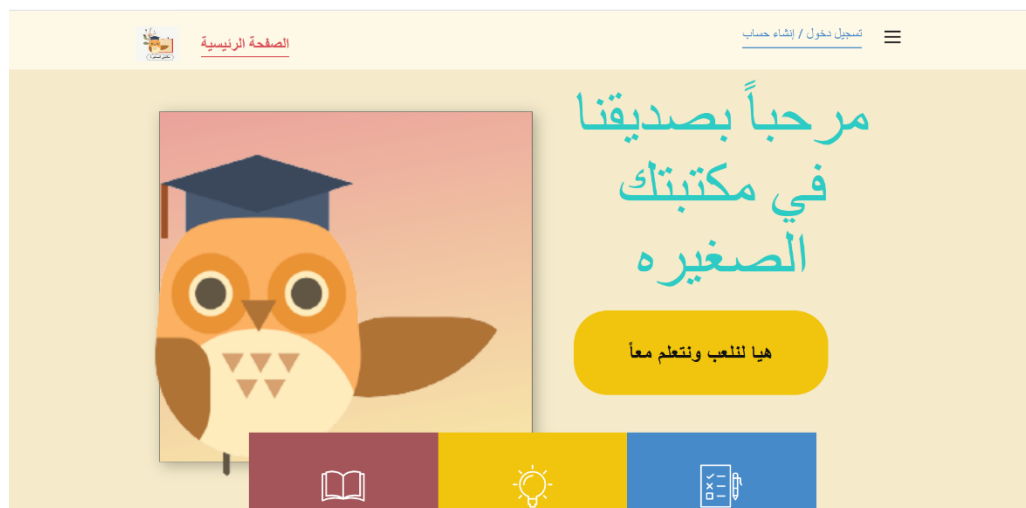 تسجيل دخول / إنشاء حساب
الصفحة الرئيسية
مرحباً بصديقنا
في مكتبتك
الصغيره
هيا لنلعب ونتعلم معاً